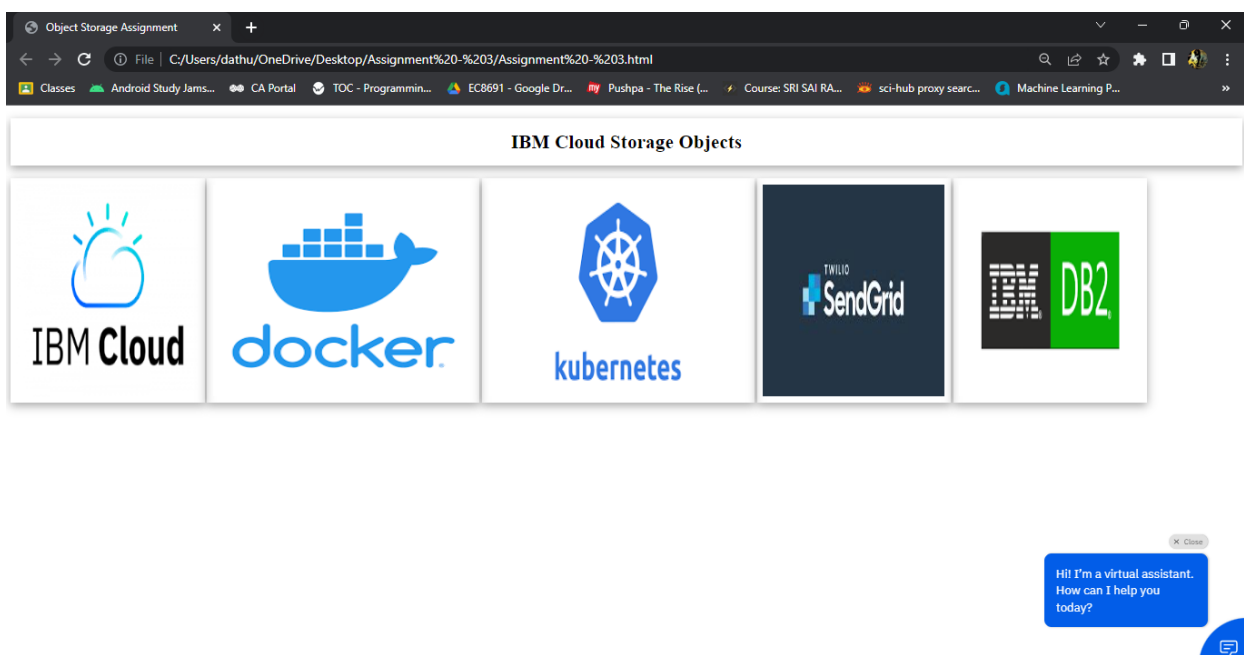 Object Storage Assignment
File | C:/Users/dathu/OneDrive/Desktop/Assignment%20-%203/Assignment%20-%203.html
Classes Android Study Jams... CA Portal TOC - Programmin... EC8691 - Google Dr... my Pushpa - The Rise (... Course: SRI SAI RA... sci-hub proxy searc... Machine Learning P...
IBM Cloud Storage Objects
IBM Cloud
docker
kubernetes
TWILIO
SendGrid
IBM DB2
Close
Hi! I'm a virtual assistant.
How can I help you
today?